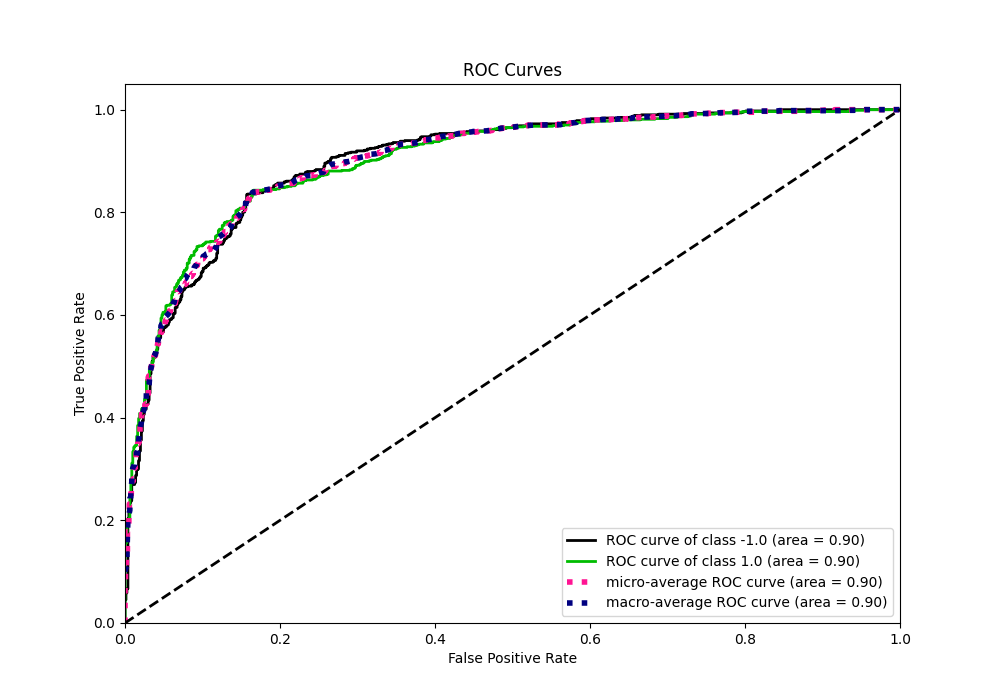 ROC Curves
True Positive Rate
1.0
0.8
0.6
0.4
0.2
0.0
0.0
0.2
0.4
0.6
0.8
1.0
False Positive Rate
ROC curve of class -1.0 (area = 0.90)
ROC curve of class 1.0 (area = 0.90)
micro-average ROC curve (area = 0.90)
macro-average ROC curve (area = 0.90)